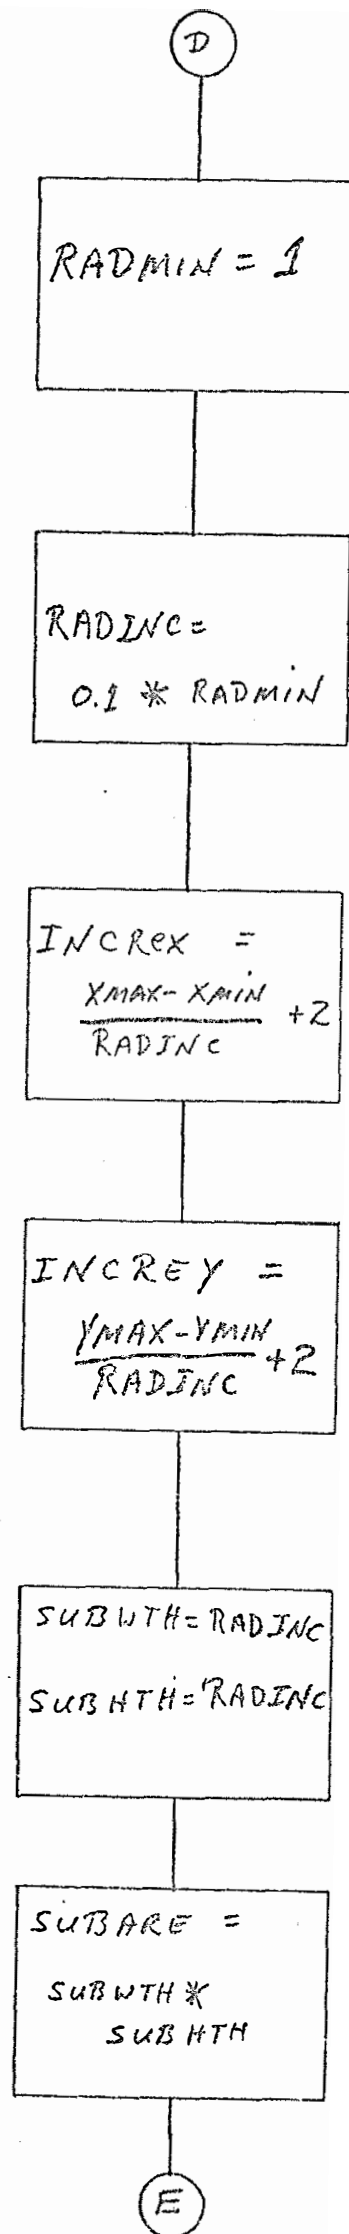 D
RADMIN = 1
RADINC =
0.1 * RADMIN
INCREX =
XMAX - XMIN
RADINC
+2
INCREY =
YMAX - YMIN
RADINC
+2
SUBWTH = RADINC
SUBHTH = RADINC
SUBARE =
SUBWTH *
SUBHTH
E